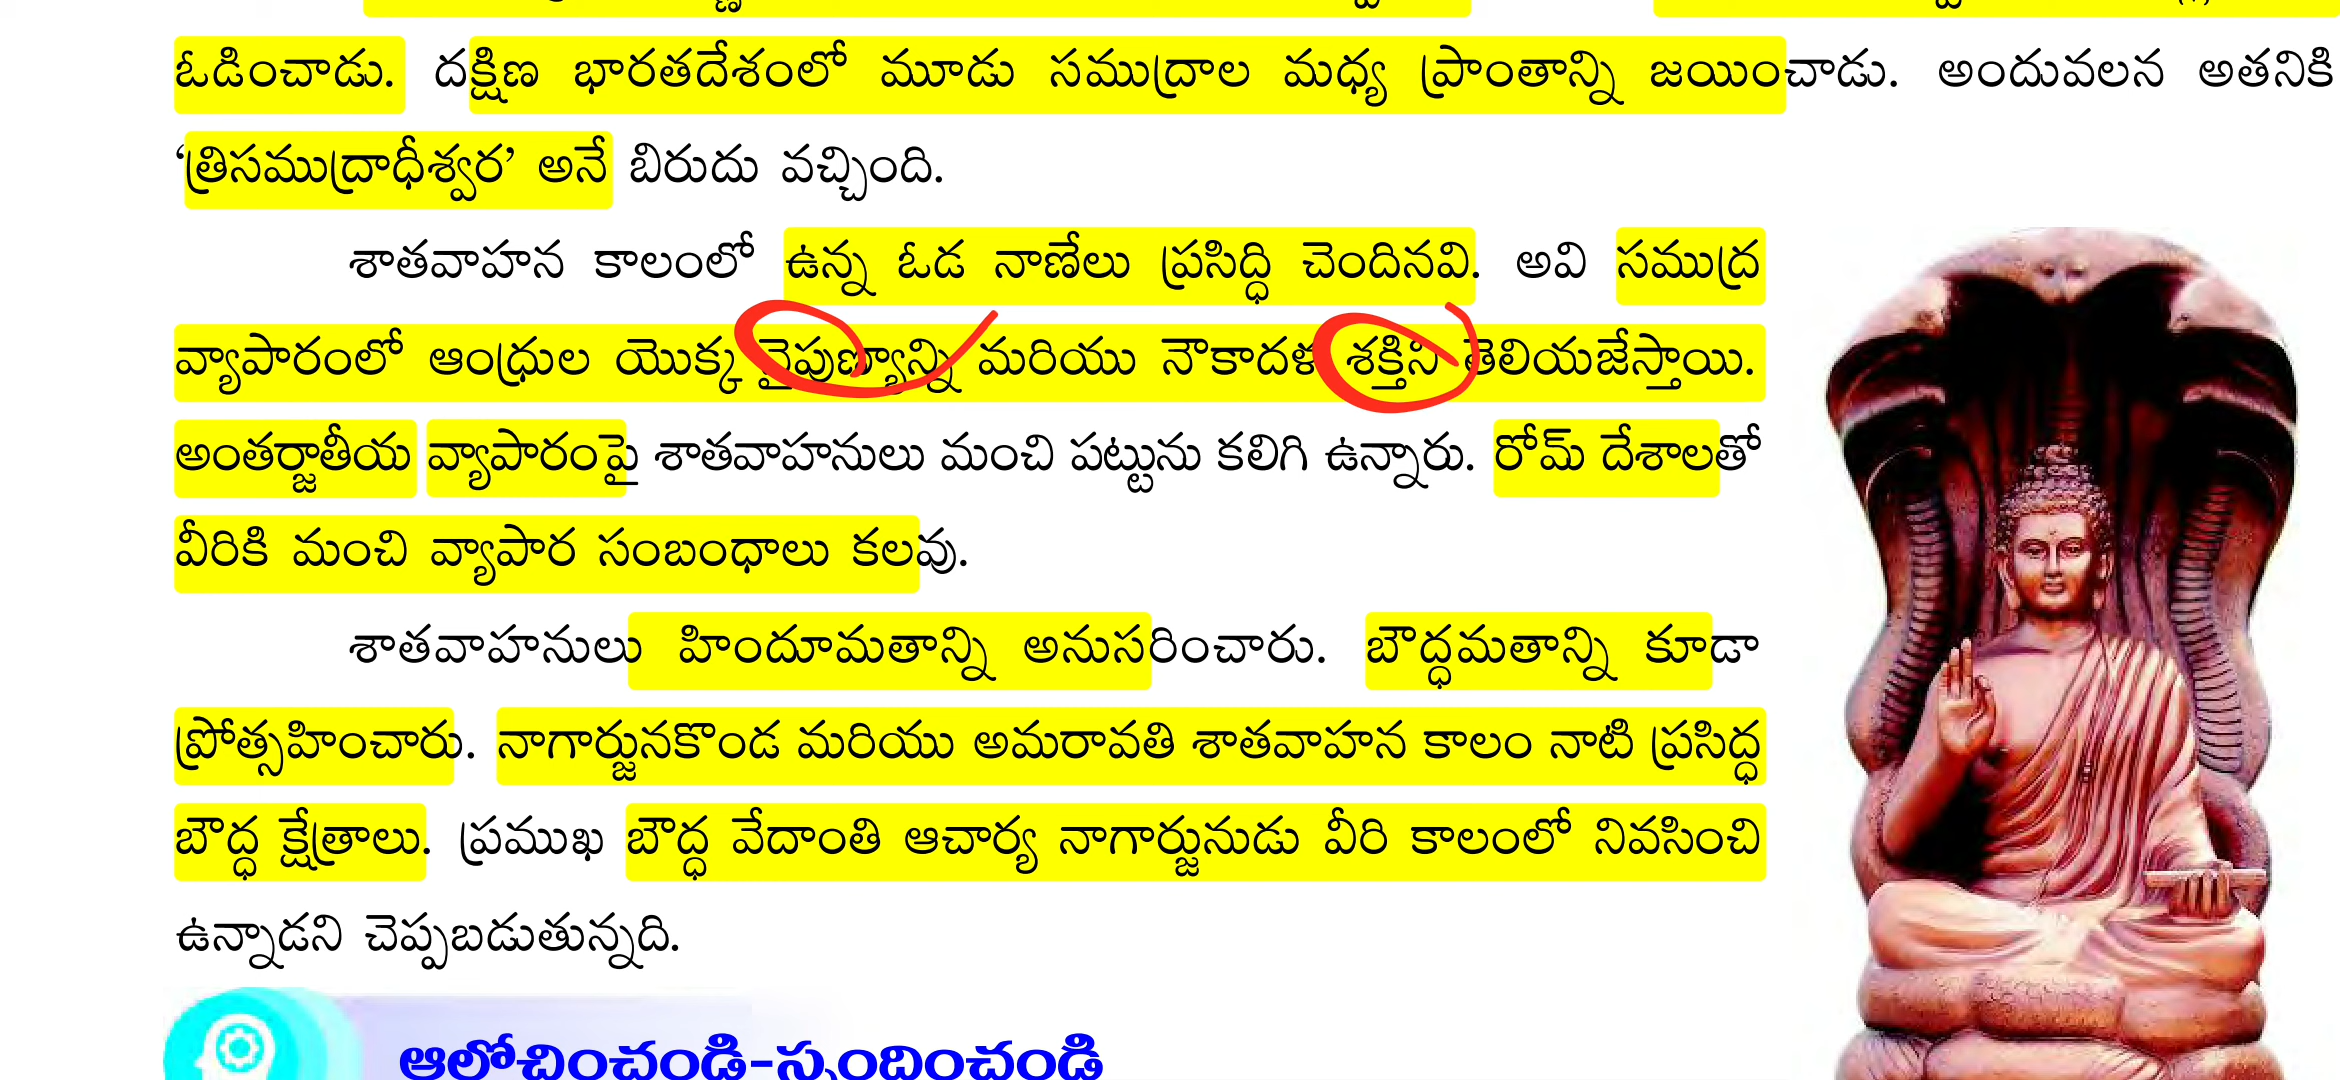 ఓడించాడు. దక్షిణ భారతదేశంలో మూడు సముద్రాల మధ్య ప్రాంతాన్ని జయించాడు. అందువలన అతనికి
‘త్రిసముద్రాధీశ్వర’ అనే బిరుదు వచ్చింది.
శాతవాహన కాలంలో ఉన్న ఓడ నాణేలు ప్రసిద్ధి చెందినవి. అవి సముద్ర
వ్యాపారంలో ఆంధ్రుల యొక్క నైపుణ్యాన్ని మరియు నౌకాదళ శక్తిని తెలియజేస్తాయి.
అంతర్జాతీయ వ్యాపారంపై శాతవాహనులు మంచి పట్టును కలిగి ఉన్నారు. రోమ్ దేశాలతో
వీరికి మంచి వ్యాపార సంబంధాలు కలవు.
శాతవాహనులు హిందూమతాన్ని అనుసరించారు. బౌద్ధమతాన్ని కూడా
ప్రోత్సహించారు. నాగార్జునకొండ మరియు అమరావతి శాతవాహన కాలం నాటి ప్రసిద్ధ
బౌద్ధ క్షేత్రాలు. ప్రముఖ బౌద్ధ వేదాంతి ఆచార్య నాగార్జునుడు వీరి కాలంలో నివసించి
ఉన్నాడని చెప్పబడుతున్నది.
ఆలోచించండి-స్పందించండి